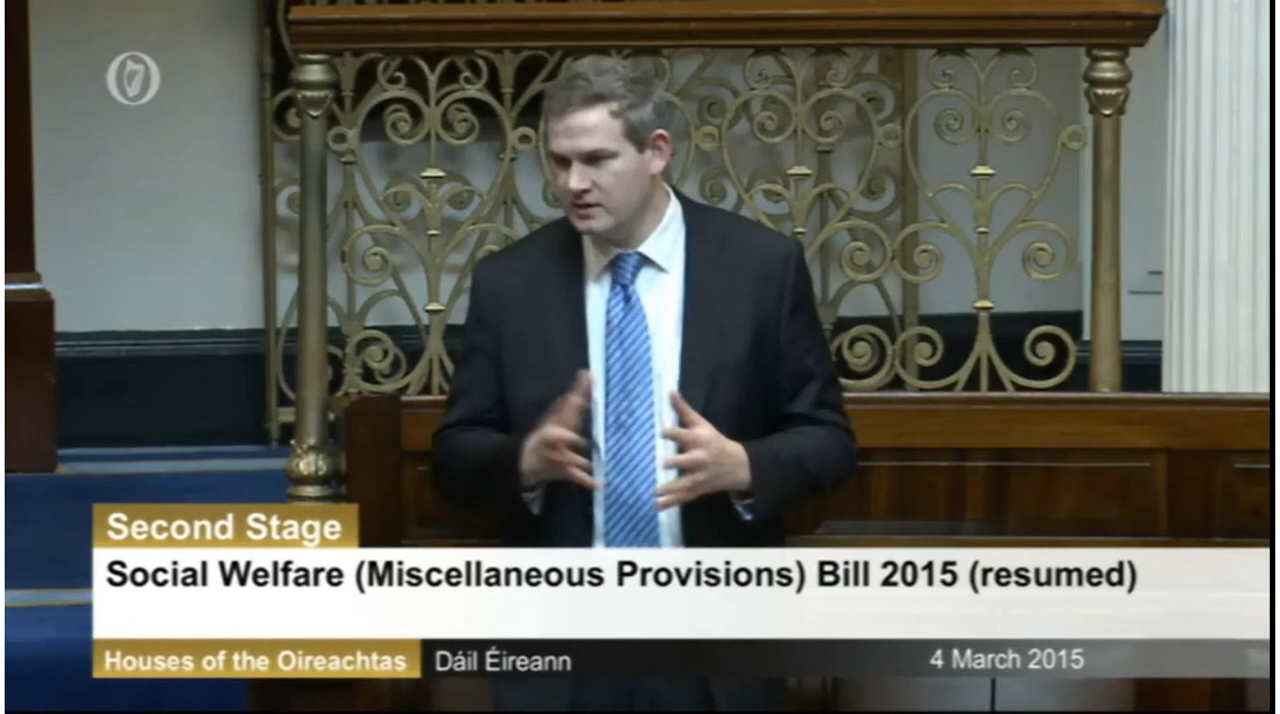 Second Stage
Social Welfare (Miscellaneous Provisions) Bill 2015 (resumed)
Houses of the Oireachtas Dáil Éireann 4 March 2015